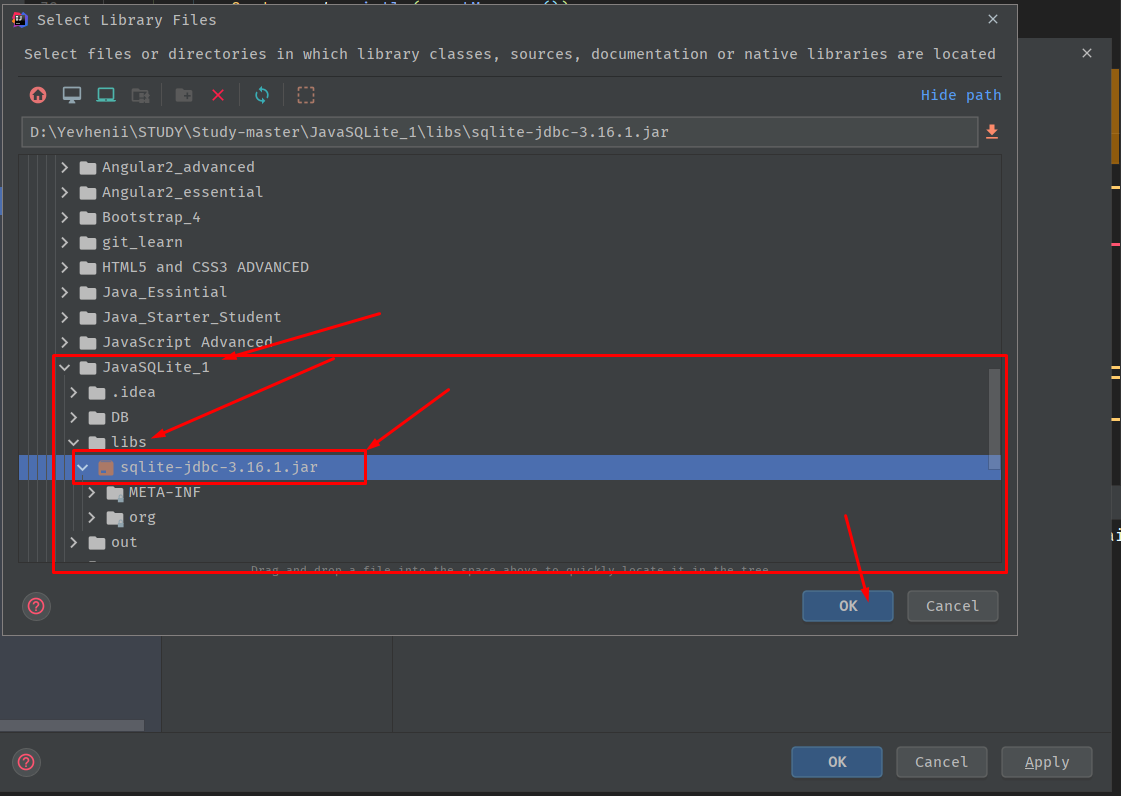 Select Library Files
Select files or directories in which library classes, sources, documentation or native libraries are located
Hide path
D:\Yevhenii\STUDY\Study-master\JavaSQLite_1\libs\sqlite-jdbc-3.16.1.jar
Angular2_advanced
Angular2_essential
Bootstrap_4
git_learn
HTML5 and CSS3 ADVANCED
Java_Essintial
Java_Starter_Student
JavaScript Advanced
JavaSQLite_1
.idea
DB
libs
sqlite-jdbc-3.16.1.jar
META-INF
org
out
Drag and drop a file into the space above to quickly locate it in the tree
OK
Cancel
OK
Cancel
Apply